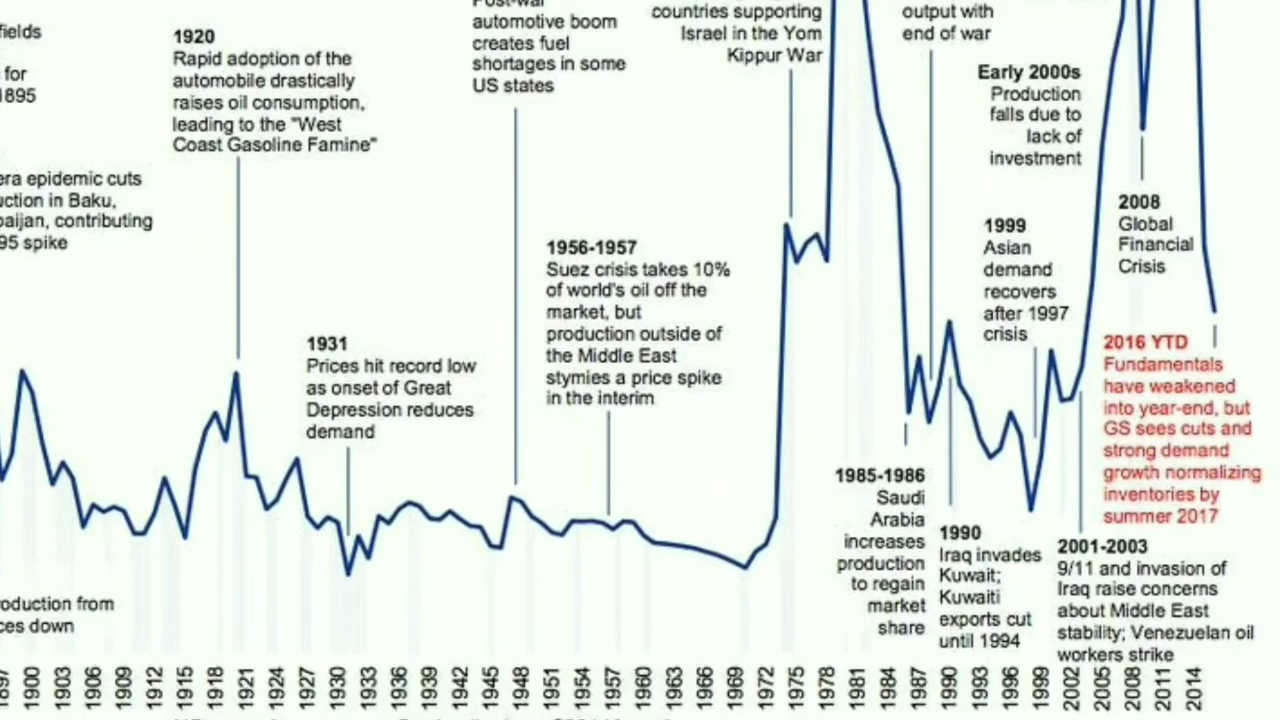 fields
for
1895
era epidemic cuts
uction in Baku,
baijan, contributing
95 spike
oduction from
ces down
1920
Rapid adoption of the
automobile drastically
raises oil consumption,
leading to the "West
Coast Gasoline Famine"
1931
Prices hit record low
as onset of Great
Depression reduces
demand
Post-war
automotive boom
creates fuel
shortages in some
US states
1956-1957
Suez crisis takes 10%
of world's oil off the
market, but
production outside of
the Middle East
stymies a price spike
in the interim
countries supporting
Israel in the Yom
Kippur War
output with
end of war
1985-1986
Saudi
Arabia
increases
production
to regain
market
share
1990
Iraq invades
Kuwait;
Kuwaiti
exports cut
until 1994
1999
Asian
demand
recovers
after 1997
crisis
Early 2000s
Production
falls due to
lack of
investment
2001-2003
9/11 and invasion of
Iraq raise concerns
about Middle East
stability; Venezuelan oil
workers strike
2008
Global
Financial
Crisis
2016 YTD
Fundamentals
have weakened
into year-end, but
GS sees cuts and
strong demand
growth normalizing
inventories by
summer 2017
1897 1900 1903 1906 1909 1912 1915 1918 1921 1924 1927 1930 1933 1936 1939 1942 1945 1948 1951 1954 1957 1960 1963 1966 1969 1972 1975 1978 1981 1984 1987 1990 1993 1996 1999 2002 2005 2008 2011 2014